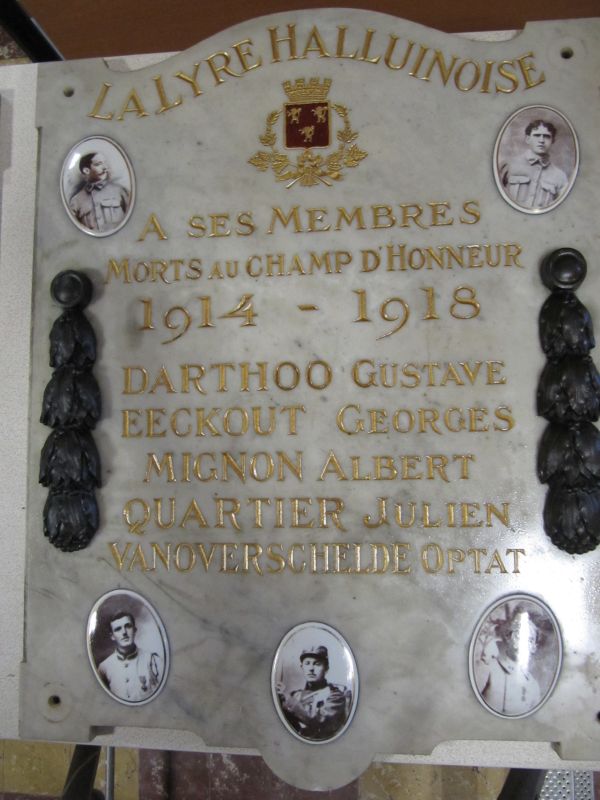 LA LYRE HALLUINOISE
A SES MEMBRES
MORTS AU CHAMP D'HONNEUR
1914 - 1918
DARTHOO GUSTAVE
EECKOUT GEORGES
MIGNON ALBERT
QUARTIER JULIEN
VANOVERSCHELDE OPTAT